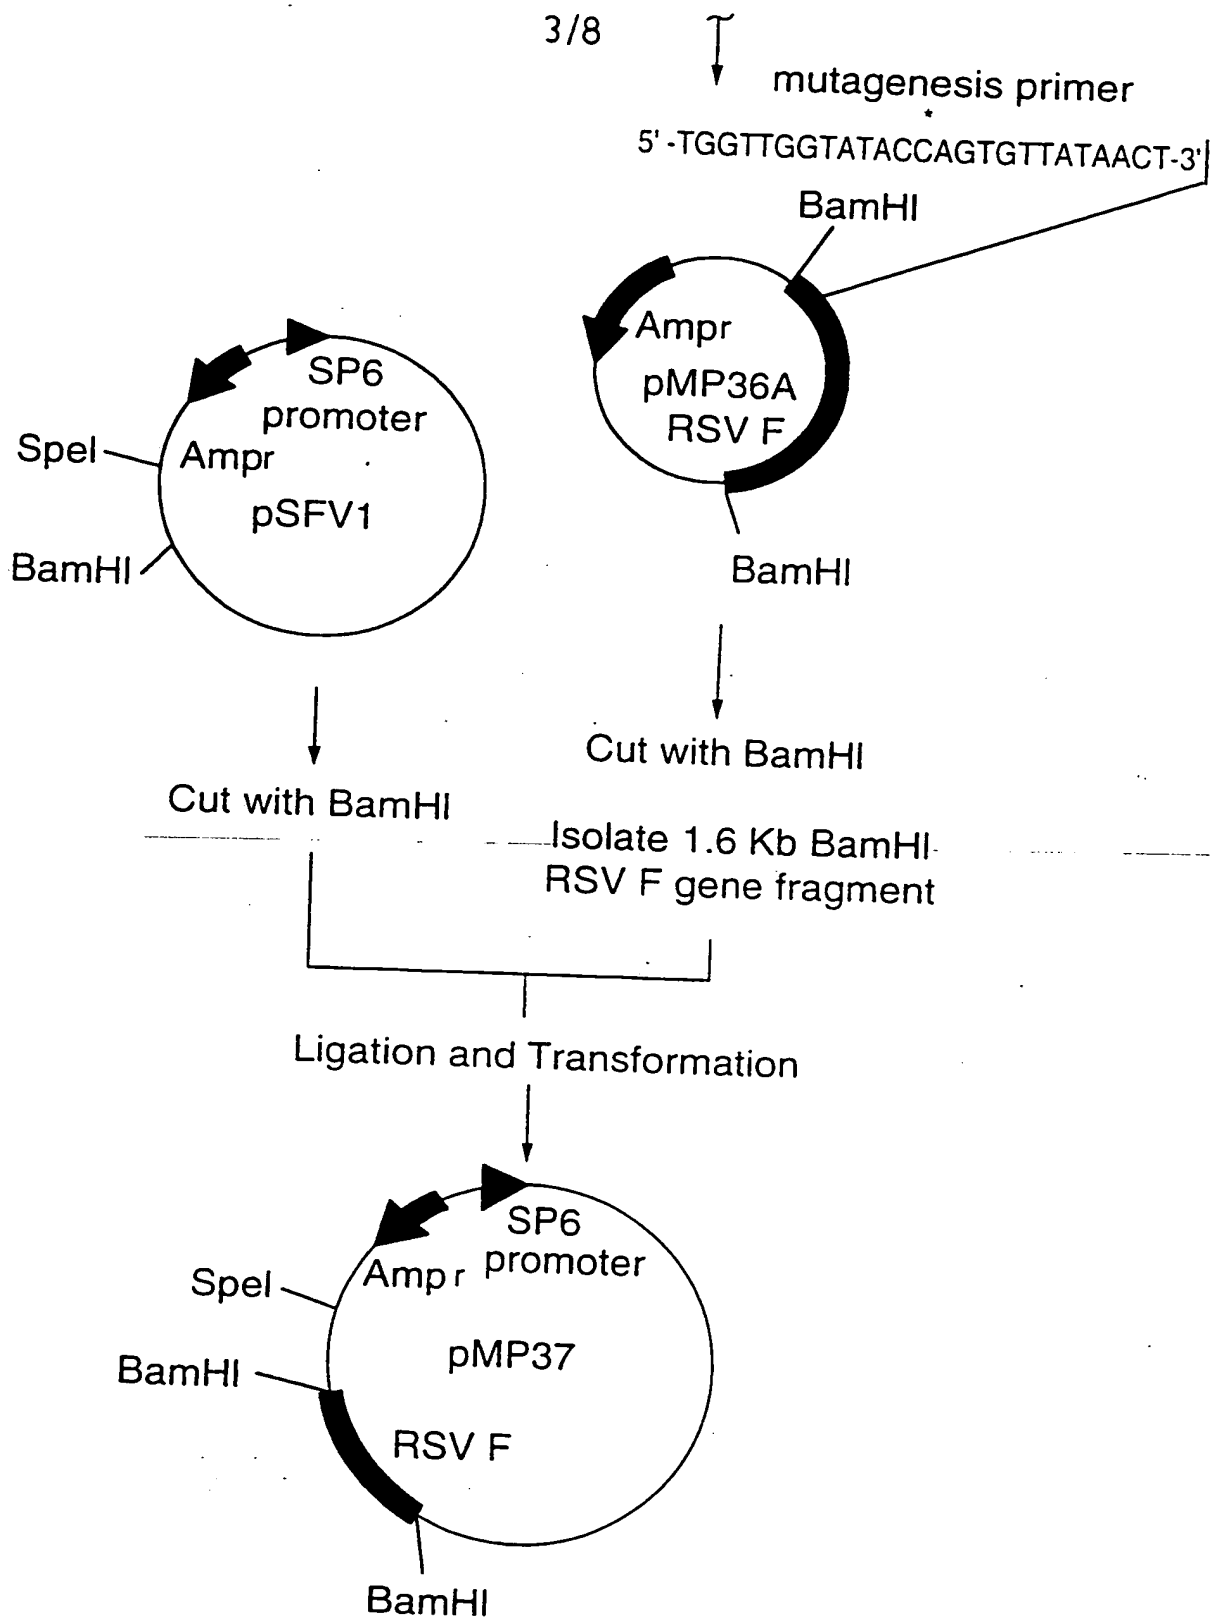 3/8
mutagenesis primer
*
5'-TGGTTGGTATACCAGTGTTATAACT-3'
BamHI
Ampr
pMP36A
RSV F
BamHI
SP6
promoter
SpeI
Ampr
pSFV1
BamHI
Cut with BamHI
Cut with BamHI
Isolate 1.6 Kb BamHI
RSV F gene fragment
Ligation and Transformation
SP6
promoter
Ampr
SpeI
pMP37
BamHI
RSV F
BamHI